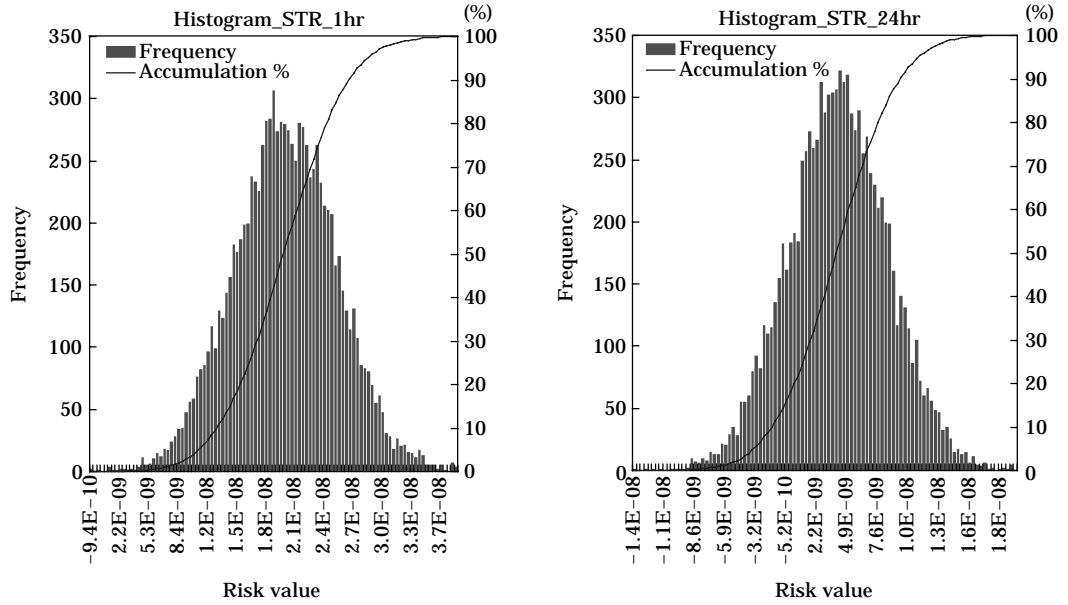 Histogram_STR_1hr
(%)
350
300
250
200
150
100
50
0
Frequency
Frequency
Accumulation %
100
90
80
70
60
50
40
30
20
10
0
−9.4E−10
2.2E−09
5.3E−09
8.4E−09
1.2E−08
1.5E−08
1.8E−08
2.1E−08
2.4E−08
2.7E−08
3.0E−08
3.3E−08
3.7E−08
Risk value
Histogram_STR_24hr
(%)
350
300
250
200
150
100
50
0
Frequency
Frequency
Accumulation %
100
90
80
70
60
50
40
30
20
10
0
−1.4E−08
−1.1E−08
−8.6E−09
−5.9E−09
−3.2E−09
−5.2E−10
2.2E−09
4.9E−09
7.6E−09
1.0E−08
1.3E−08
1.6E−08
1.8E−08
Risk value